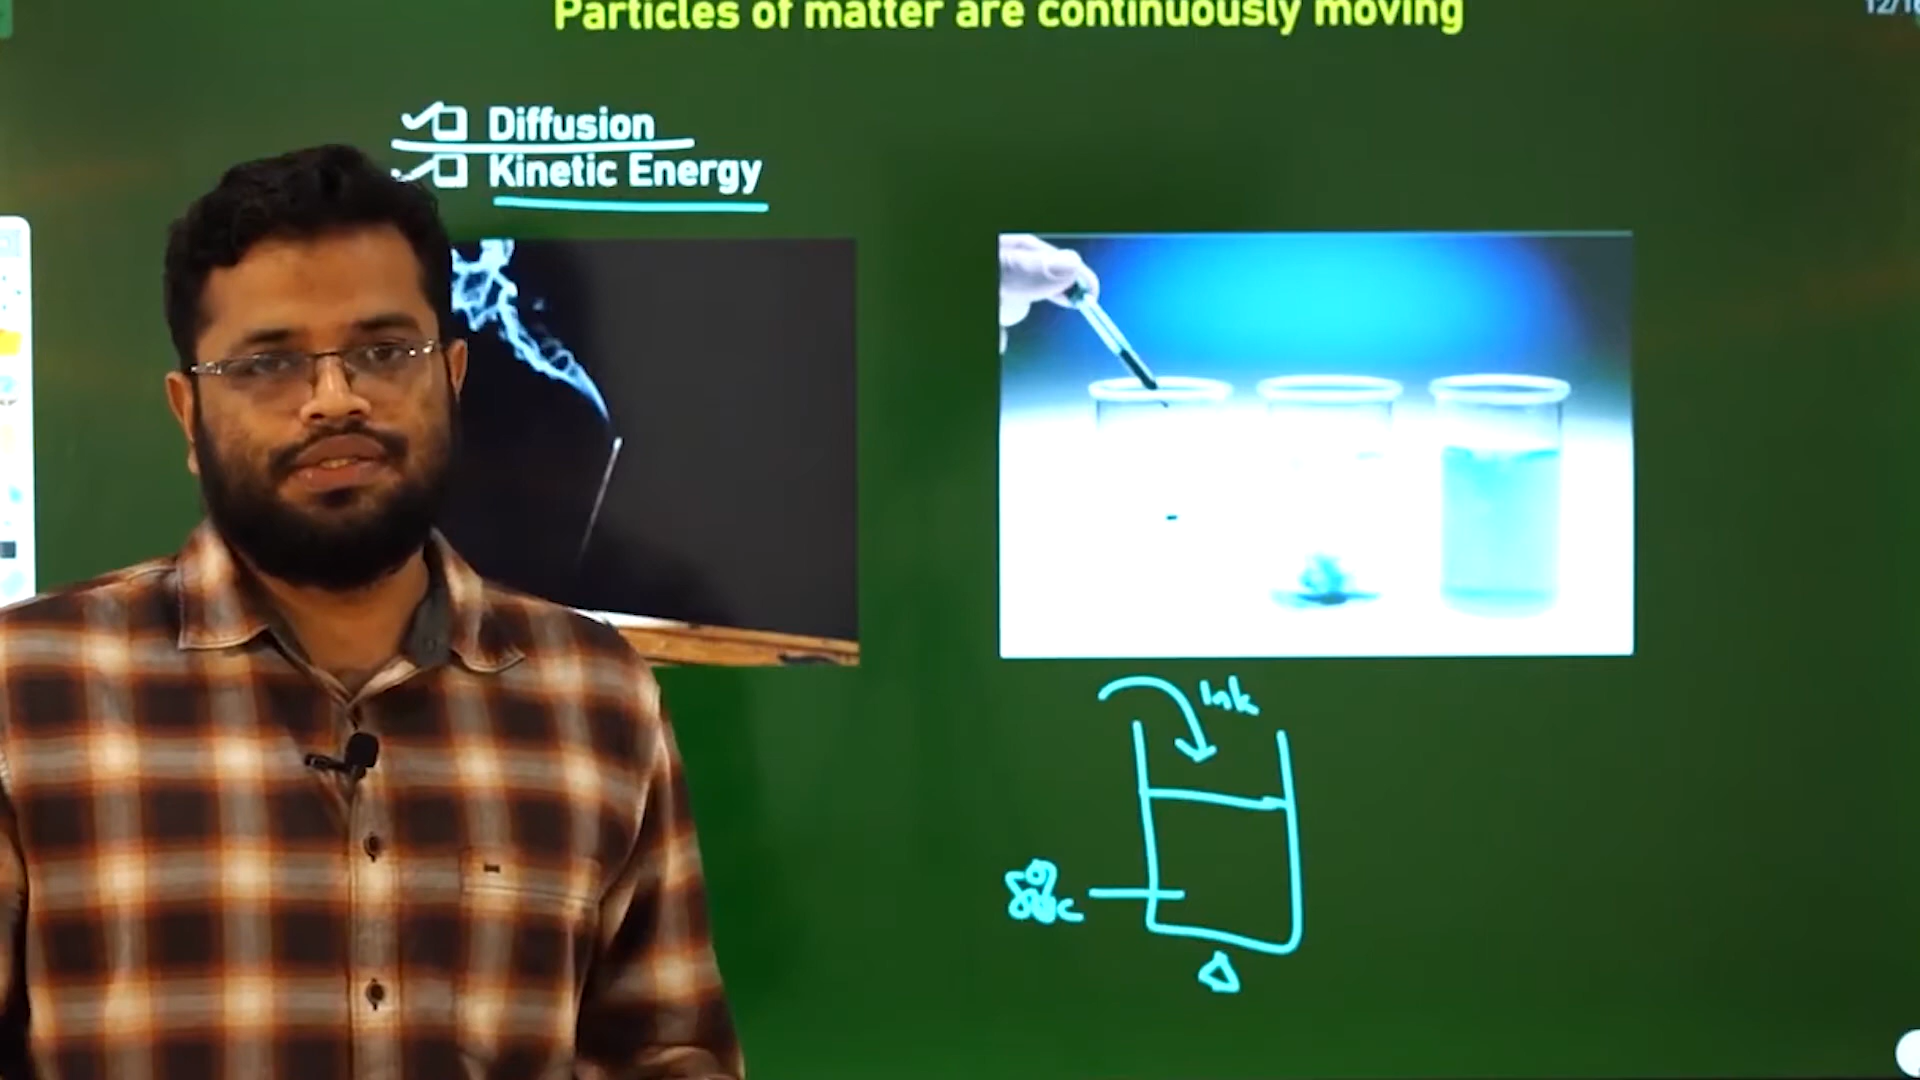 Particles of matter are continuously moving
Diffusion
Kinetic Energy
Ink